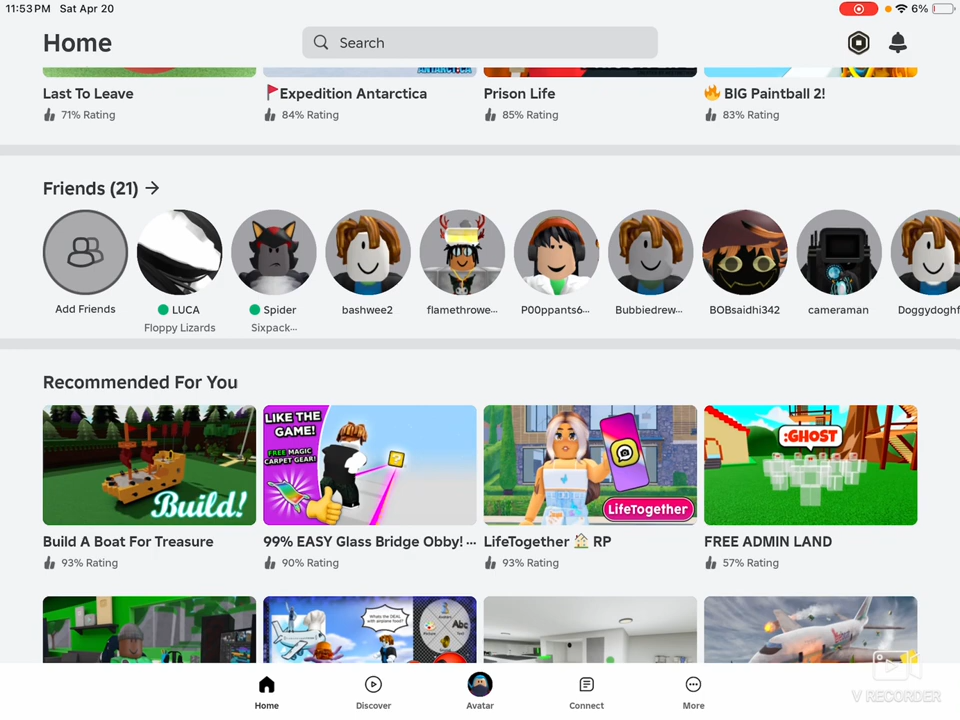 11:53 PM Sat Apr 20
6%
Home
Search
ANTARCTICA
Last To Leave
Expedition Antarctica
Prison Life
BIG Paintball 2!
71% Rating
84% Rating
85% Rating
83% Rating
Friends (21)
Add Friends
LUCA
Spider
bashwee2
flamethrowe...
P00ppants6...
Bubbiedrew...
BOBsaidhi342
cameraman
Doggydoghf
Floppy Lizards
Sixpack...
Recommended For You
LIKE THE
GAME!
FREE MAGIC
CARPET GEAR!
?
:GHOST
Build!
LifeTogether
Build A Boat For Treasure
99% EASY Glass Bridge Obby! ...
LifeTogether RP
FREE ADMIN LAND
93% Rating
90% Rating
93% Rating
57% Rating
Abc
V RECORDER
Home
Discover
Avatar
Connect
More